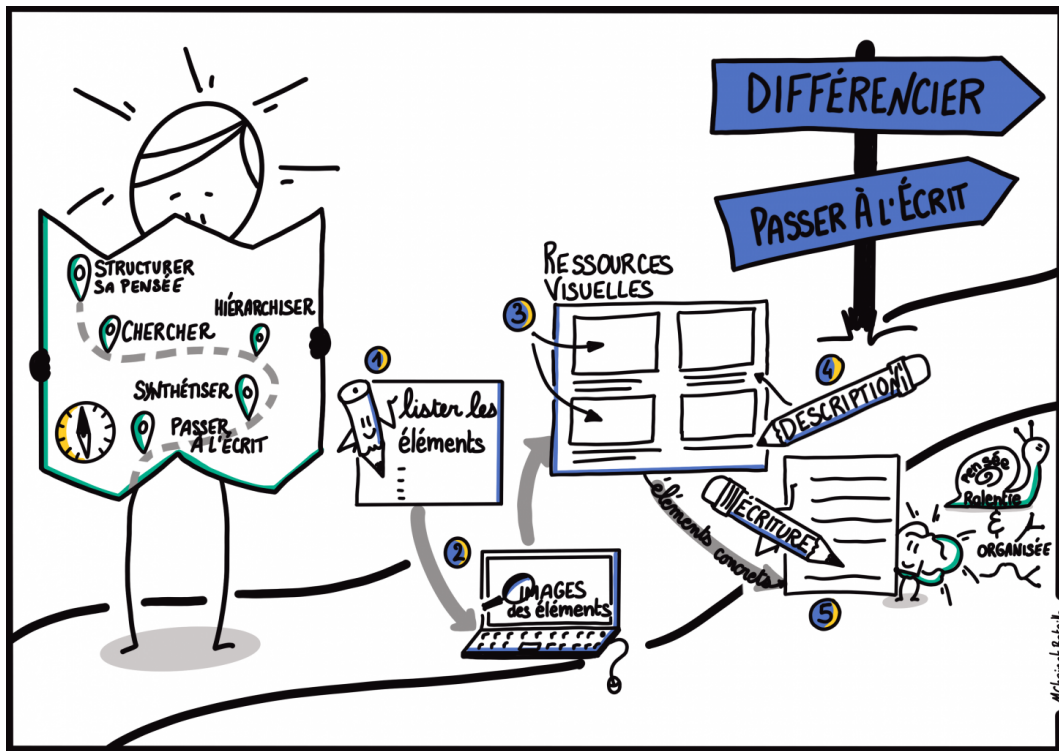 DIFFÉRENCIER
PASSER À L'ÉCRIT
STRUCTURER
SA PENSÉE
CHERCHER
HIÉRARCHISER
SYNTHÉTISER
PASSER
À L'ÉCRIT
1
lister les
éléments
2
IMAGES
des éléments
RESSOURCES
VISUELLES
3
4
DESCRIPTION
éléments concrets
ÉCRITURE
5
Pensée
Ralentie
&
ORGANISÉE